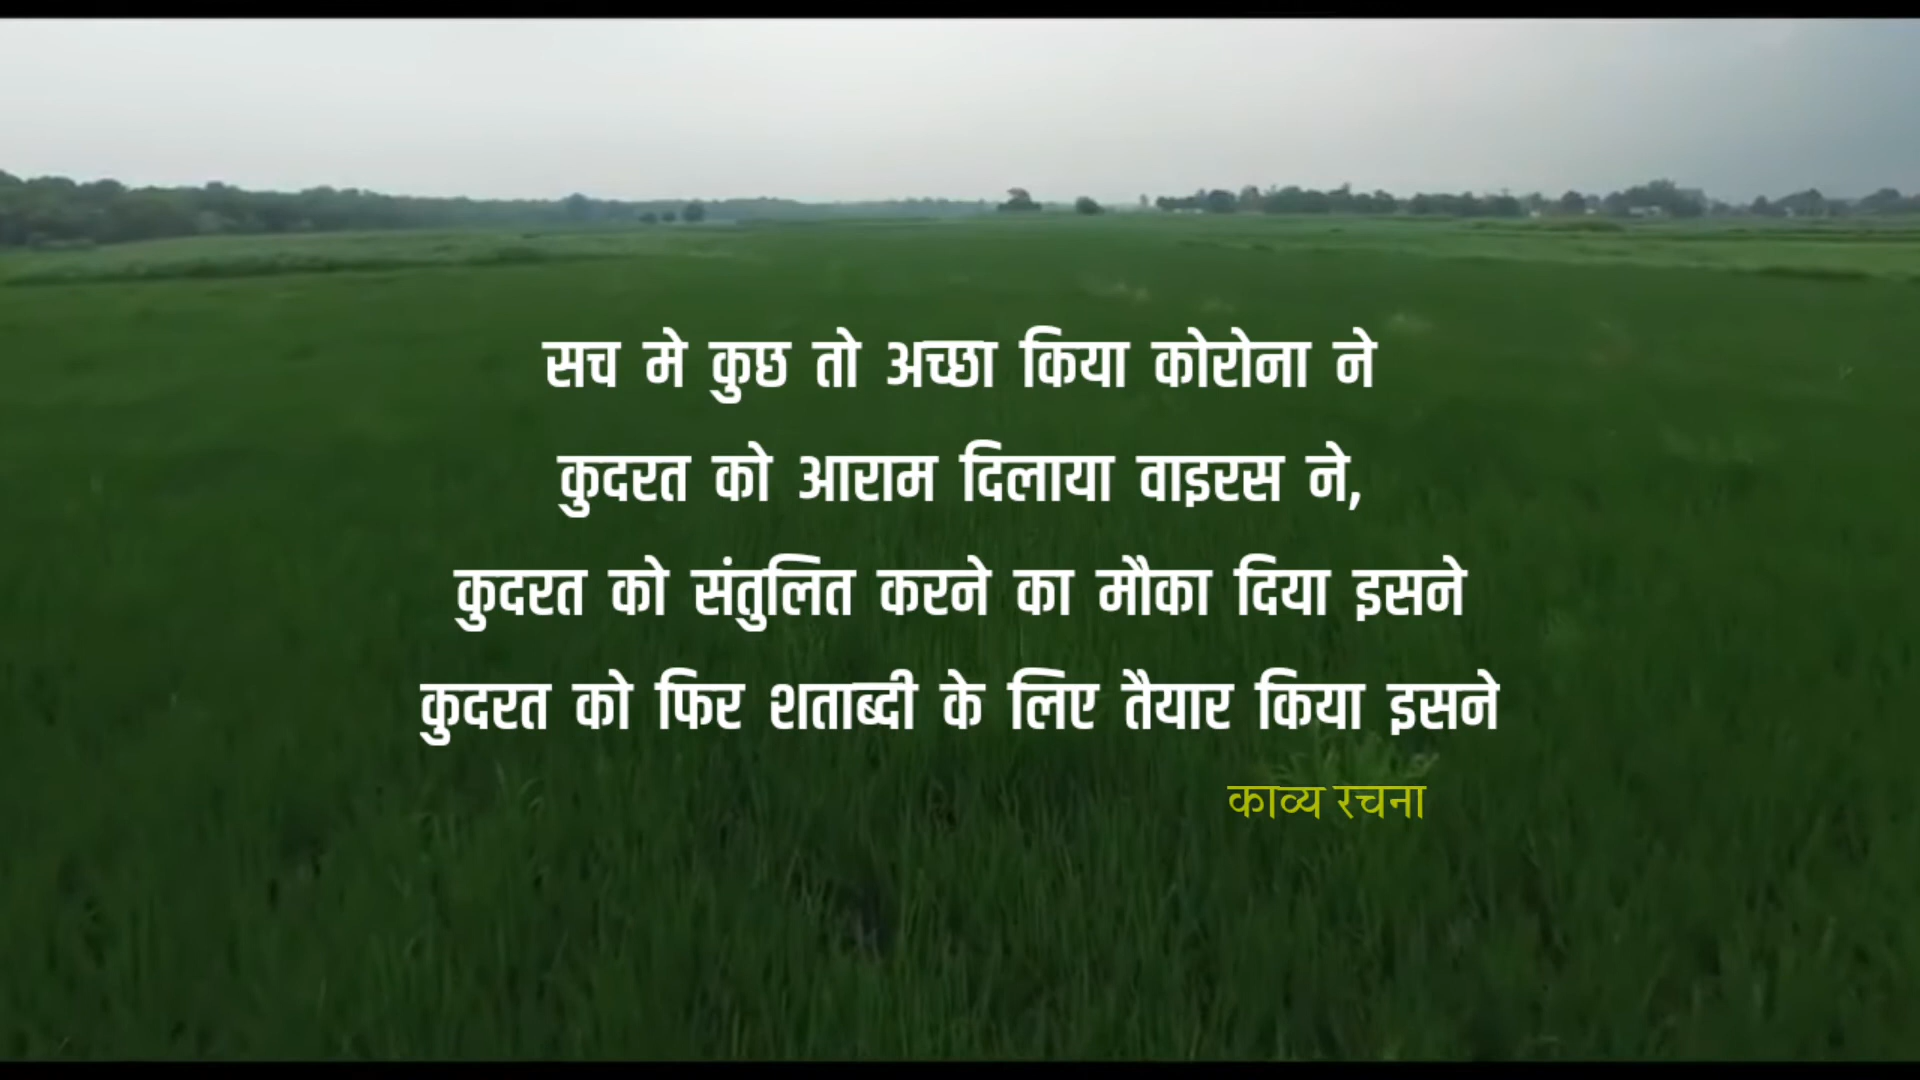 सच मे कुछ तो अच्छा किया कोरोना ने
कुदरत को आराम दिलाया वाइरस ने,
कुदरत को संतुलित करने का मौका दिया इसने
कुदरत को फिर शताब्दी के लिए तैयार किया इसने
काव्य रचना